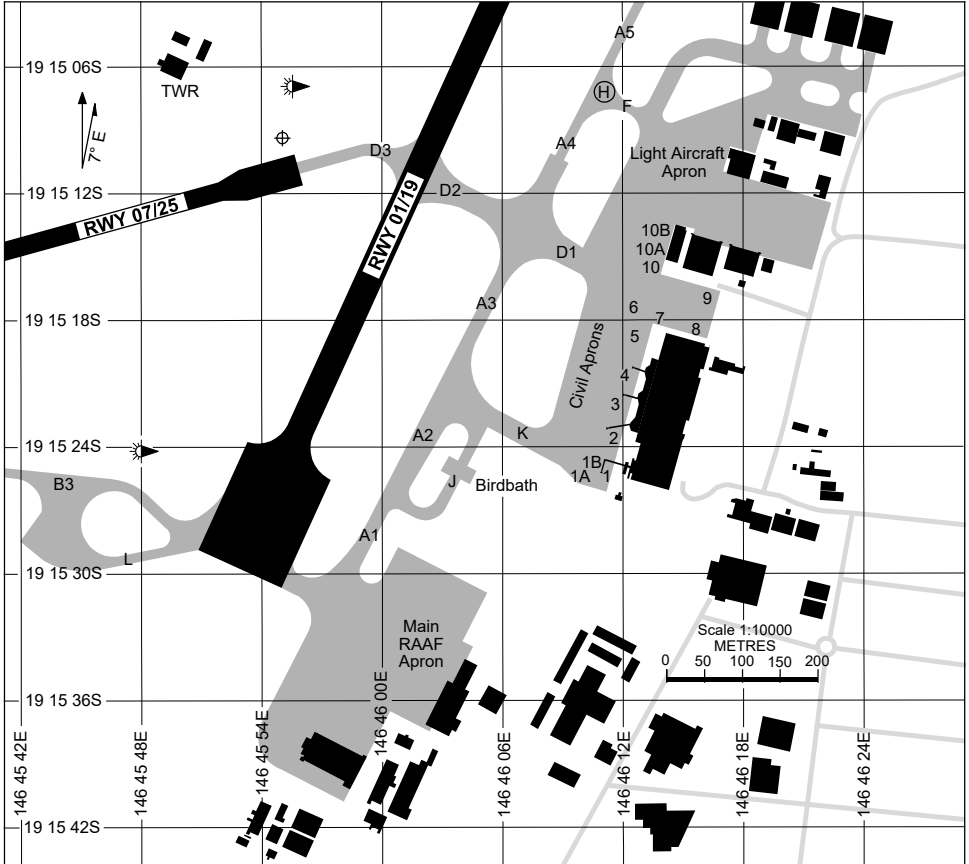 A5
19 15 06S
TWR
H
F
7° E
A4
D3
Light Aircraft
Apron
19 15 12S
D2
RWY 07/25
RWY 01/19
10B
10A
10
D1
A3
9
6
7
19 15 18S
8
5
Civil Aprons
4
3
A2
K
2
19 15 24S
1B
1A
1
J
Birdbath
B3
A1
L
19 15 30S
Main
RAAF
Apron
Scale 1:10000
METRES
0 50 100 150 200
19 15 36S
146 45 42E
146 45 48E
146 45 54E
146 46 00E
146 46 06E
146 46 12E
146 46 18E
146 46 24E
19 15 42S